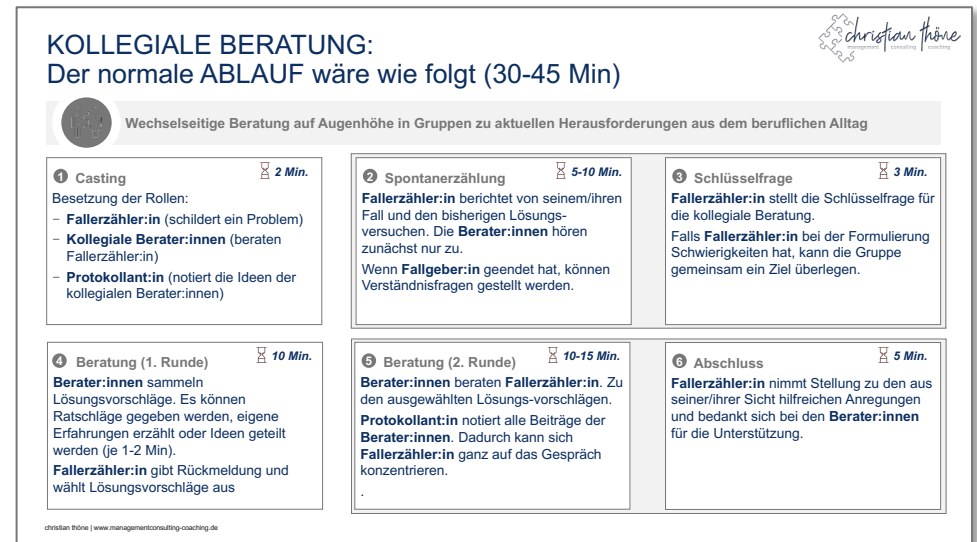 christian thöne
management consulting coaching
KOLLEGIALE BERATUNG:
Der normale ABLAUF wäre wie folgt (30-45 Min)
Wechselseitige Beratung auf Augenhöhe in Gruppen zu aktuellen Herausforderungen aus dem beruflichen Alltag
1 Casting 2 Min.
Besetzung der Rollen:
− Fallerzähler:in (schildert ein Problem)
− Kollegiale Berater:innen (beraten
Fallerzähler:in)
− Protokollant:in (notiert die Ideen der
kollegialen Berater:innen)
2 Spontanerzählung 5-10 Min.
Fallerzähler:in berichtet von seinem/ihren
Fall und den bisherigen Lösungs-
versuchen. Die Berater:innen hören
zunächst nur zu.
Wenn Fallgeber:in geendet hat, können
Verständnisfragen gestellt werden.
3 Schlüsselfrage 3 Min.
Fallerzähler:in stellt die Schlüsselfrage für
die kollegiale Beratung.
Falls Fallerzähler:in bei der Formulierung
Schwierigkeiten hat, kann die Gruppe
gemeinsam ein Ziel überlegen.
4 Beratung (1. Runde) 10 Min.
Berater:innen sammeln
Lösungsvorschläge. Es können
Ratschläge gegeben werden, eigene
Erfahrungen erzählt oder Ideen geteilt
werden (je 1-2 Min).
Fallerzähler:in gibt Rückmeldung und
wählt Lösungsvorschläge aus
5 Beratung (2. Runde) 10-15 Min.
Berater:innen beraten Fallerzähler:in. Zu
den ausgewählten Lösungs-vorschlägen.
Protokollant:in notiert alle Beiträge der
Berater:innen. Dadurch kann sich
Fallerzähler:in ganz auf das Gespräch
konzentrieren.
.
6 Abschluss 5 Min.
Fallerzähler:in nimmt Stellung zu den aus
seiner/ihrer Sicht hilfreichen Anregungen
und bedankt sich bei den Berater:innen
für die Unterstützung.
christian thöne | www.managementconsulting-coaching.de